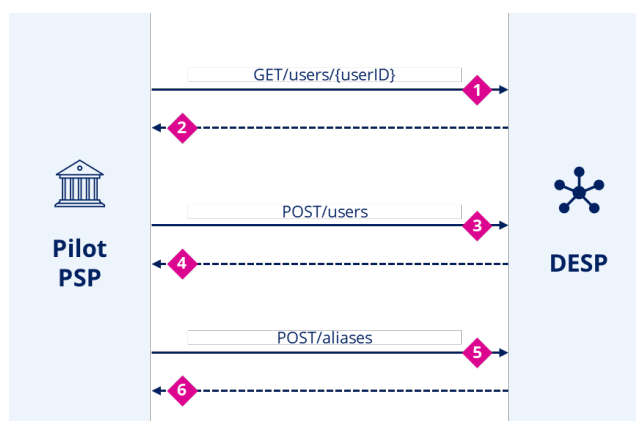 GET/users/{userID}
1
2
POST/users
3
Pilot
PSP
4
DESP
POST/aliases
5
6